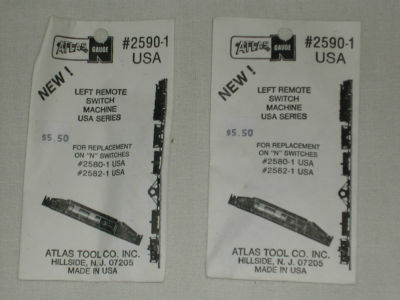 ATLAS
N
GAUGE
#2590-1
USA
NEW!
LEFT REMOTE
SWITCH
MACHINE
USA SERIES
$5.50
FOR REPLACEMENT
ON "N" SWITCHES
#2580-1 USA
#2582-1 USA
ATLAS TOOL CO. INC.
HILLSIDE, N. J. 07205
MADE IN USA
ATLAS
N
GAUGE
#2590-1
USA
NEW!
LEFT REMOTE
SWITCH
MACHINE
USA SERIES
$5.50
FOR REPLACEMENT
ON "N" SWITCHES
#2580-1 USA
#2582-1 USA
ATLAS TOOL CO. INC.
HILLSIDE, N. J. 07205
MADE IN USA